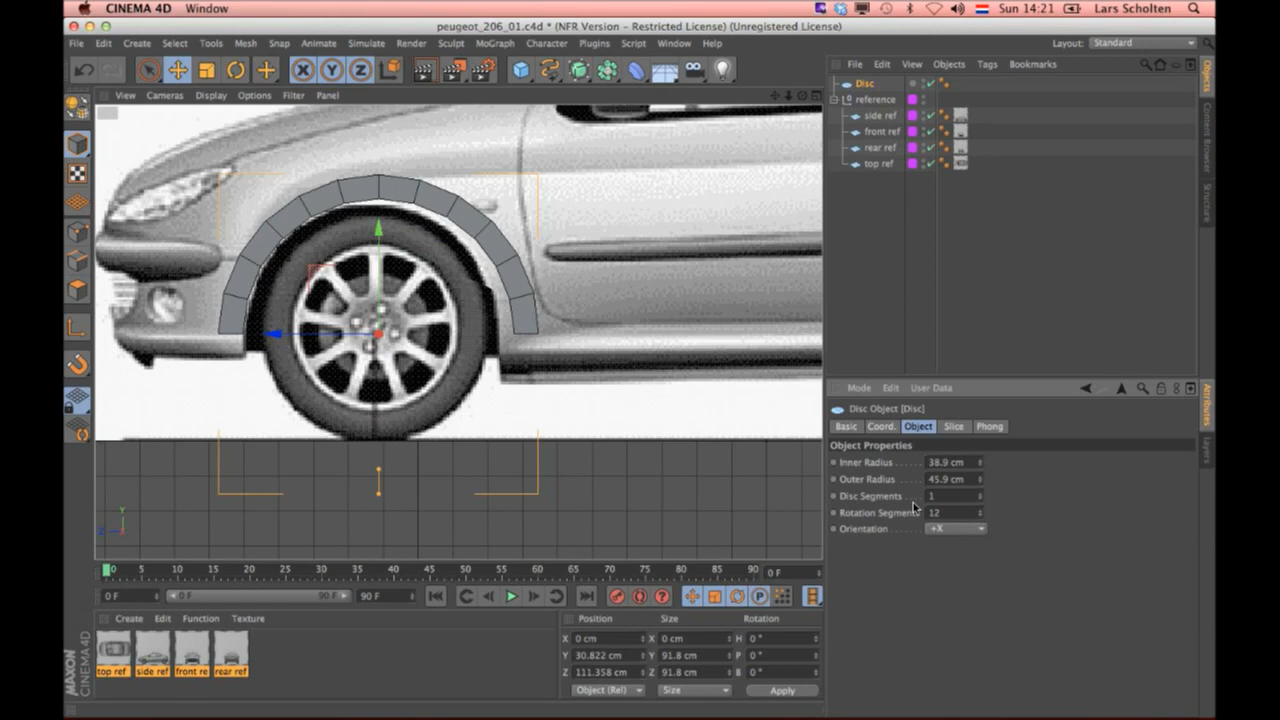 CINEMA 4D Window Sun 14:21 Lars Scholten
peugeot_206_01.c4d * (NFR Version - Restricted License) (Unregistered License)
File Edit Create Select Tools Mesh Snap Animate Simulate Render Sculpt MoGraph Character Plugins Script Window Help Layout: Standard
X Y Z
File Edit View Objects Tags Bookmarks
View Cameras Display Options Filter Panel
Disc
reference
side ref
front ref
rear ref
top ref
Objects
Content Browser
Structure
Mode Edit User Data
Disc Object [Disc]
Basic Coord. Object Slice Phong
Object Properties
Inner Radius 38.9 cm
Outer Radius 45.9 cm
Disc Segments 1
Rotation Segments 12
Orientation +X
Attributes
Layers
Y
Z
0 5 10 15 20 25 30 35 40 45 50 55 60 65 70 75 80 85 90 0 F
0 F 0 F 90 F 90 F
P
Create Edit Function Texture
top ref side ref front re rear ref
Position Size Rotation
X 0 cm X 0 cm H 0 °
Y 30.822 cm Y 91.8 cm P 0 °
Z 111.358 cm Z 91.8 cm B 0 °
Object (Rel) Size Apply
MAXON
CINEMA 4D